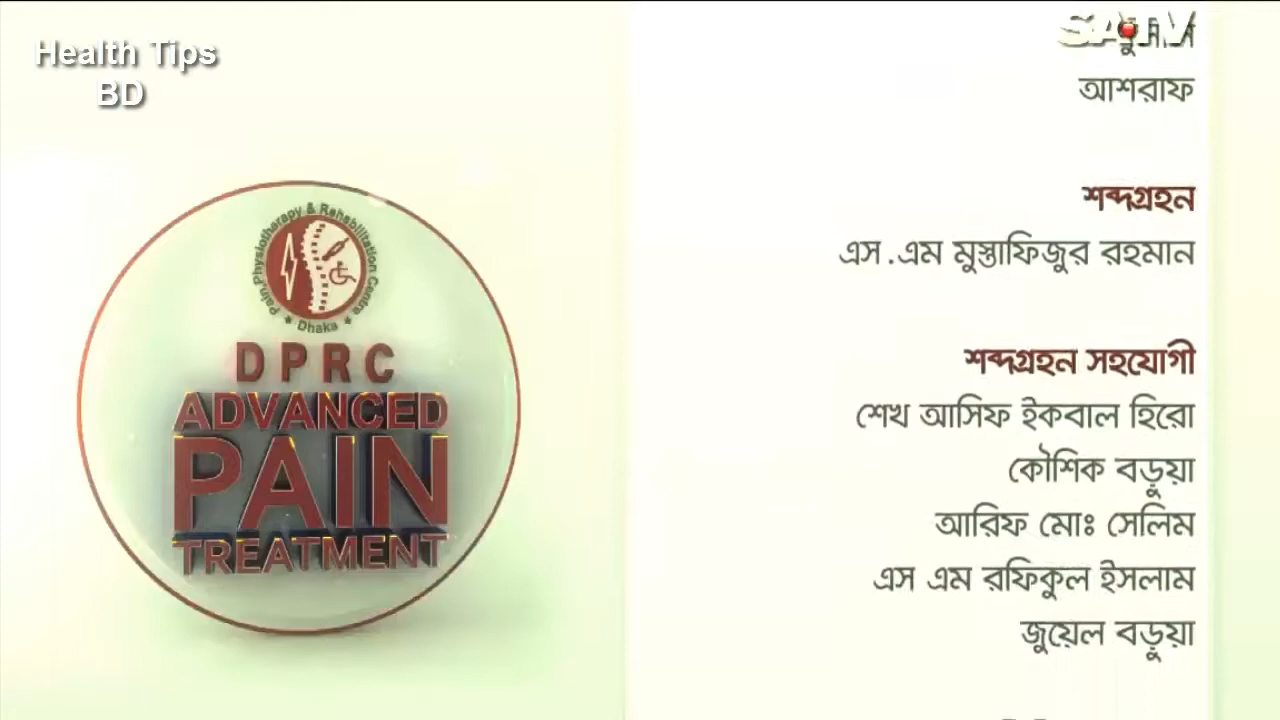 Health Tips
BD
SATV
আশরাফ
শব্দগ্রহন
এস.এম মুস্তাফিজুর রহমান
শব্দগ্রহন সহযোগী
শেখ আসিফ ইকবাল হিরো
কৌশিক বড়ুয়া
আরিফ মোঃ সেলিম
এস এম রফিকুল ইসলাম
জুয়েল বড়ুয়া
Pain, Physiotherapy & Rehabilitation Centre
★ Dhaka ★
DPRC
ADVANCED
PAIN
TREATMENT